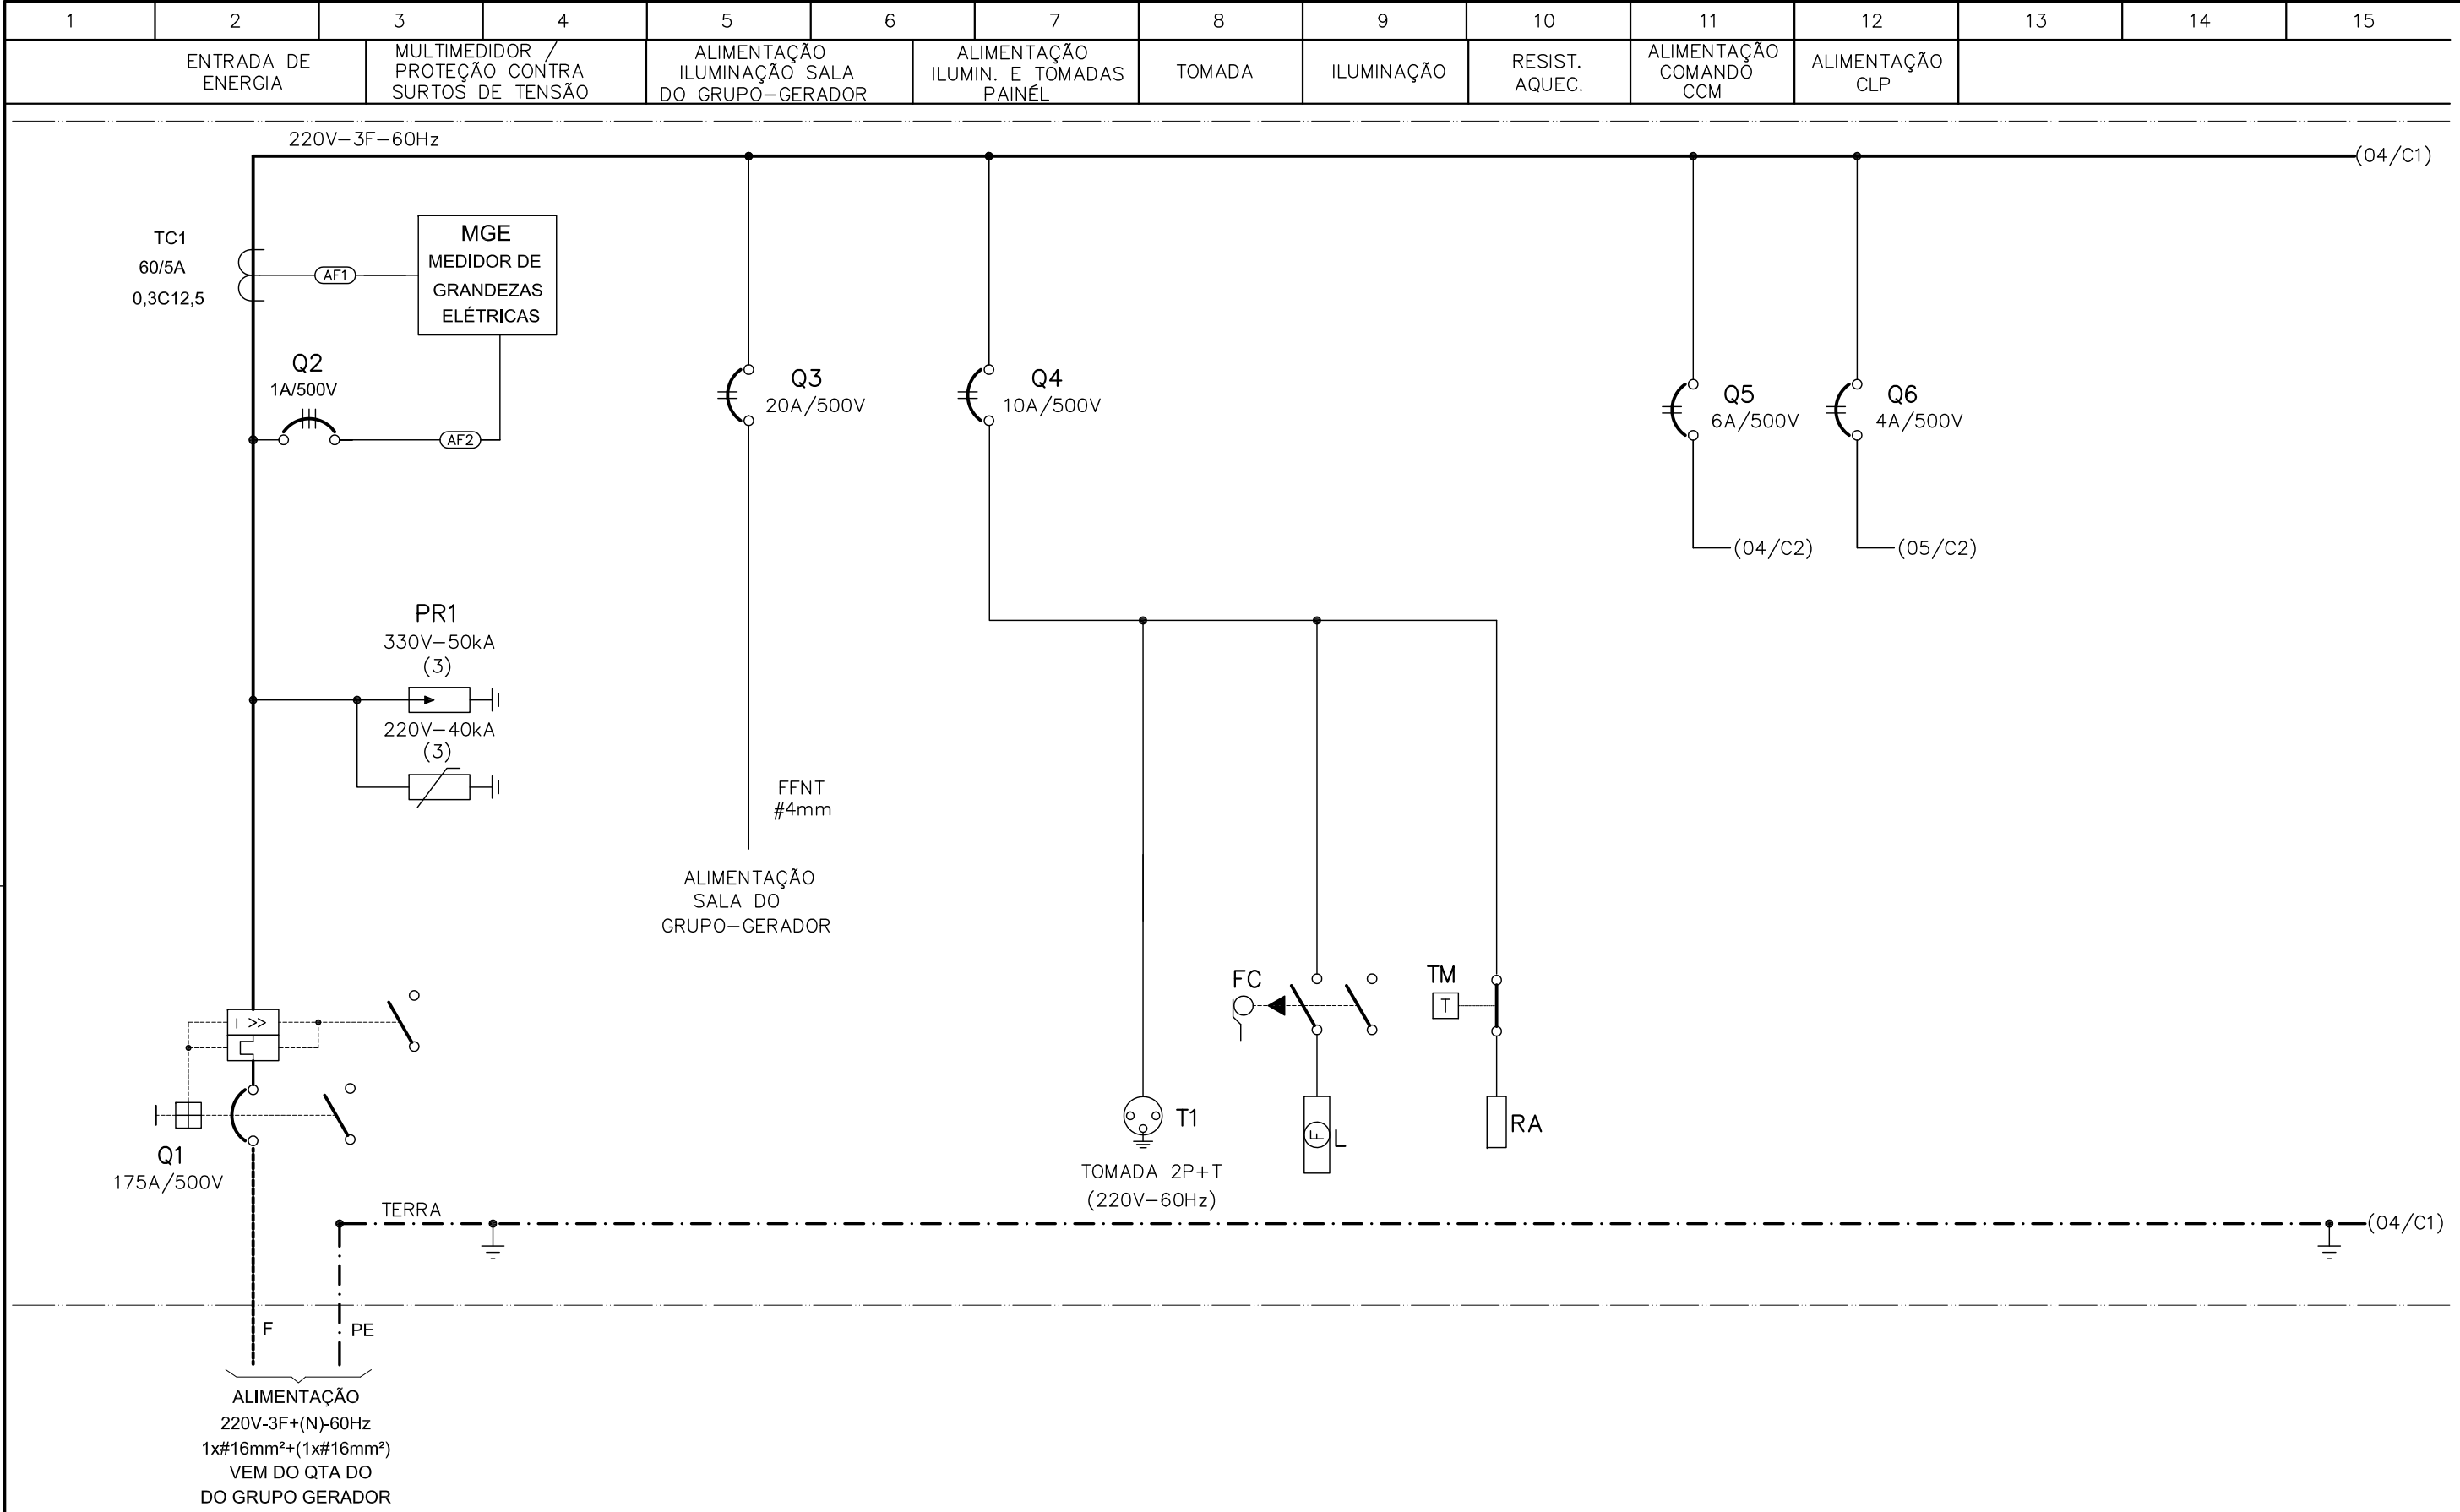 1 2 3 4 5 6 7 8 9 10 11 12 13 14 15
ENTRADA DE
ENERGIA
MULTIMEDIDOR /
PROTEÇÃO CONTRA
SURTOS DE TENSÃO
ALIMENTAÇÃO
ILUMINAÇÃO SALA
DO GRUPO-GERADOR
ALIMENTAÇÃO
ILUMIN. E TOMADAS
PAINÉL
TOMADA
ILUMINAÇÃO
RESIST.
AQUEC.
ALIMENTAÇÃO
COMANDO
CCM
ALIMENTAÇÃO
CLP
220V-3F-60Hz
(04/C1)
TC1
60/5A
0,3C12,5
AF1
MGE
MEDIDOR DE
GRANDEZAS
ELÉTRICAS
Q2
1A/500V
AF2
Q3
20A/500V
Q4
10A/500V
Q5
6A/500V
Q6
4A/500V
(04/C2)
(05/C2)
PR1
330V-50kA
(3)
220V-40kA
(3)
FFNT
#4mm
ALIMENTAÇÃO
SALA DO
GRUPO-GERADOR
I >>
Q1
175A/500V
FC
TM
T
T1
TOMADA 2P+T
(220V-60Hz)
F
L
RA
TERRA
(04/C1)
F
PE
ALIMENTAÇÃO
220V-3F+(N)-60Hz
1x#16mm²+(1x#16mm²)
VEM DO QTA DO
DO GRUPO GERADOR